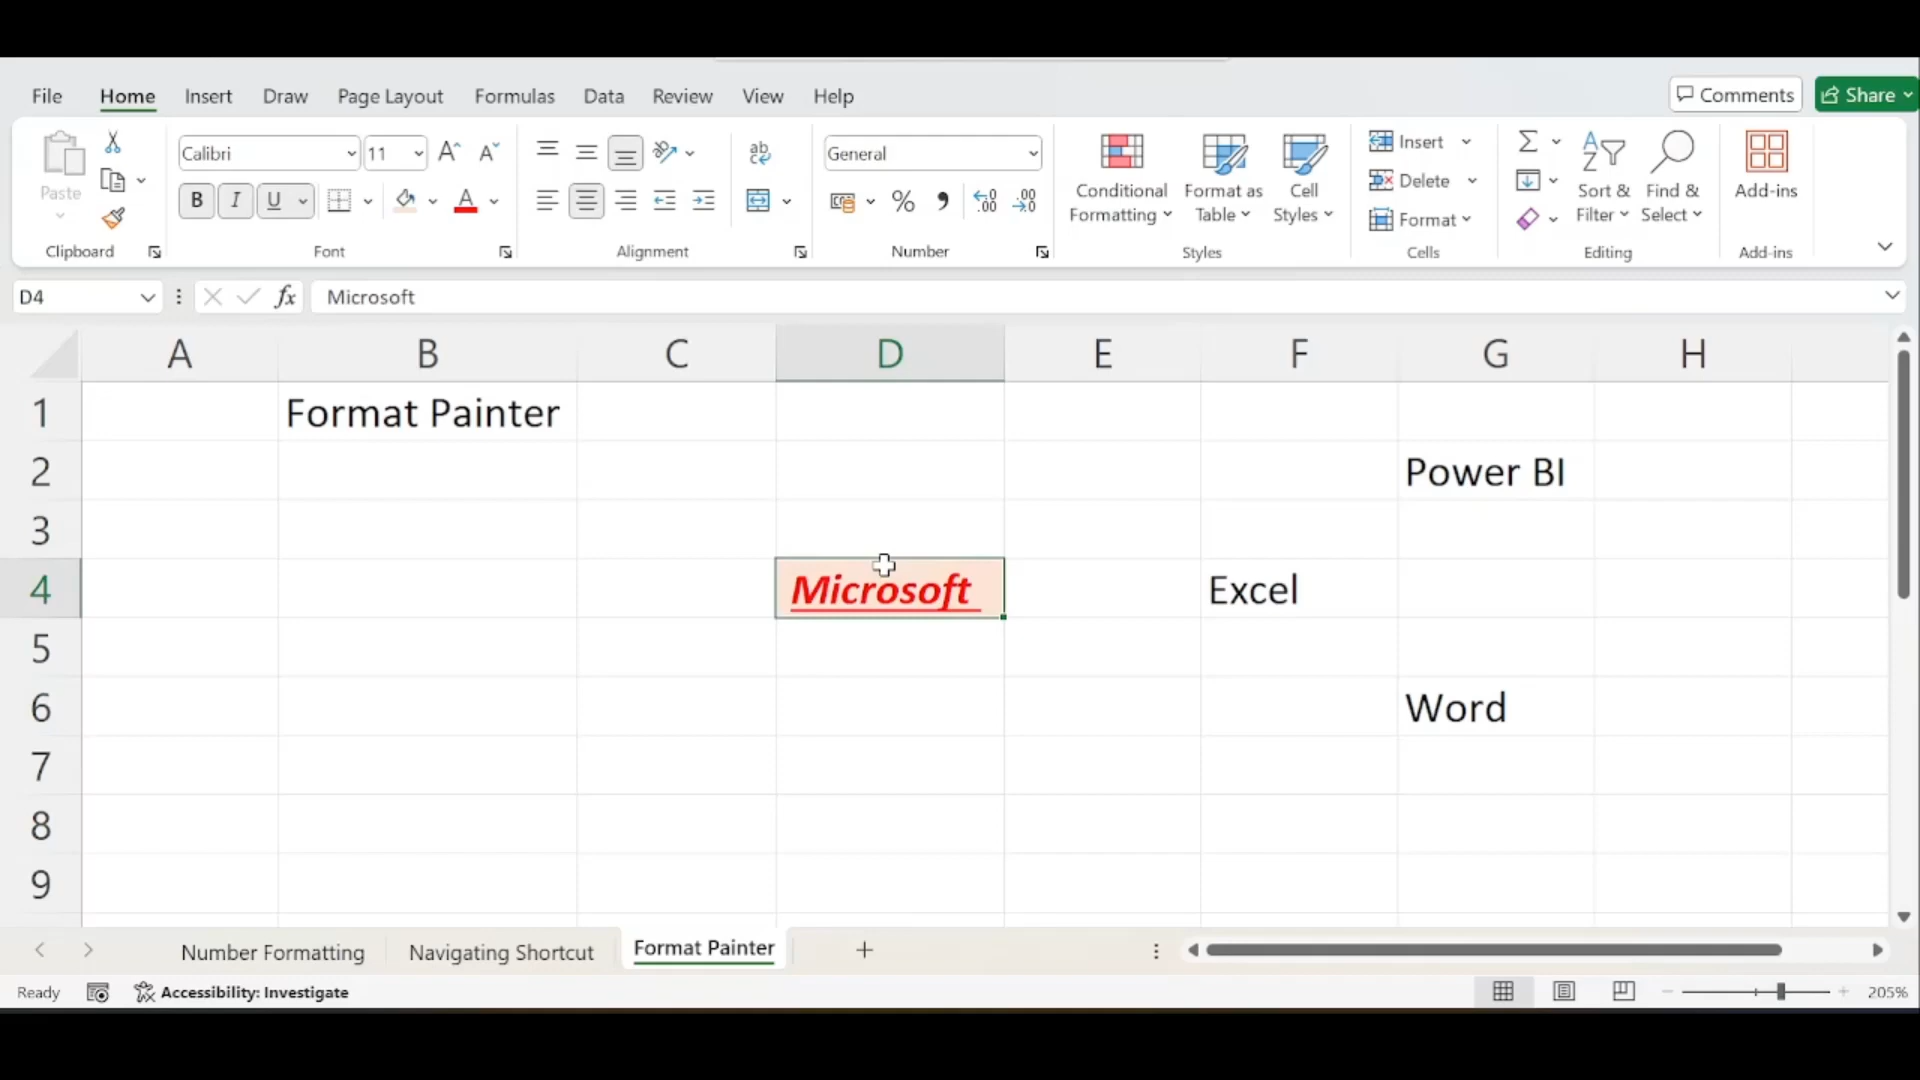 File Home Insert Draw Page Layout Formulas Data Review View Help Comments Share
Calibri 11 A^ Aˇ ab General Insert Σ
Paste Conditional Formatting Format as Table Cell Styles Delete Sort & Filter Find & Select Add-ins
B I U A % Format
Clipboard Font Alignment Number Styles Cells Editing Add-ins
D4 fx Microsoft
A B C D E F G H
1 Format Painter
2 Power BI
3
4 Microsoft Excel
5
6 Word
7
8
9
Number Formatting Navigating Shortcut Format Painter +
Ready Accessibility: Investigate 205%